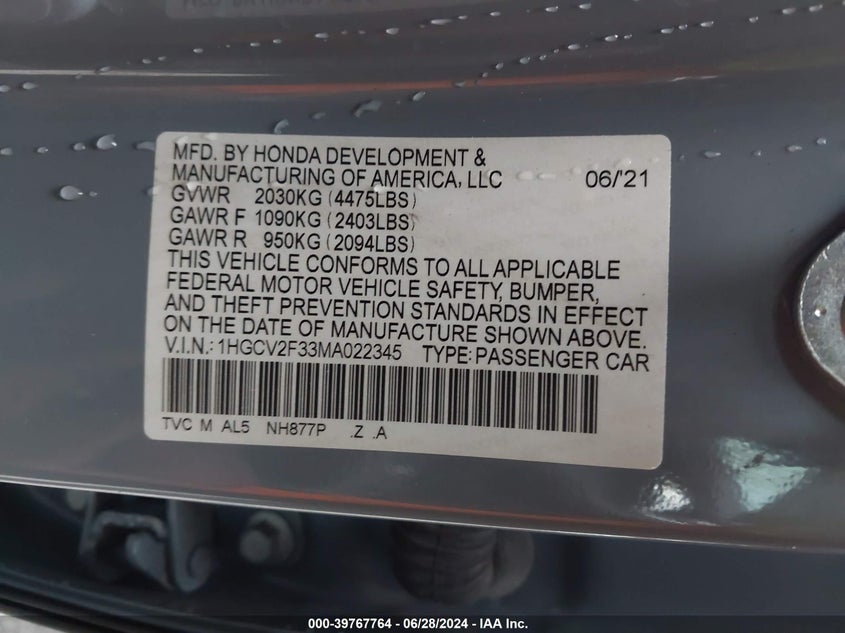 MFD. BY HONDA DEVELOPMENT &
MANUFACTURING OF AMERICA, LLC 06/'21
GVWR 2030KG (4475LBS)
GAWR F 1090KG (2403LBS)
GAWR R 950KG (2094LBS)
THIS VEHICLE CONFORMS TO ALL APPLICABLE
FEDERAL MOTOR VEHICLE SAFETY, BUMPER,
AND THEFT PREVENTION STANDARDS IN EFFECT
ON THE DATE OF MANUFACTURE SHOWN ABOVE.
V.I.N.: 1HGCV2F33MA022345 TYPE: PASSENGER CAR
TVC M AL5 NH877P .Z .A
000-39767764 - 06/28/2024 - IAA Inc.